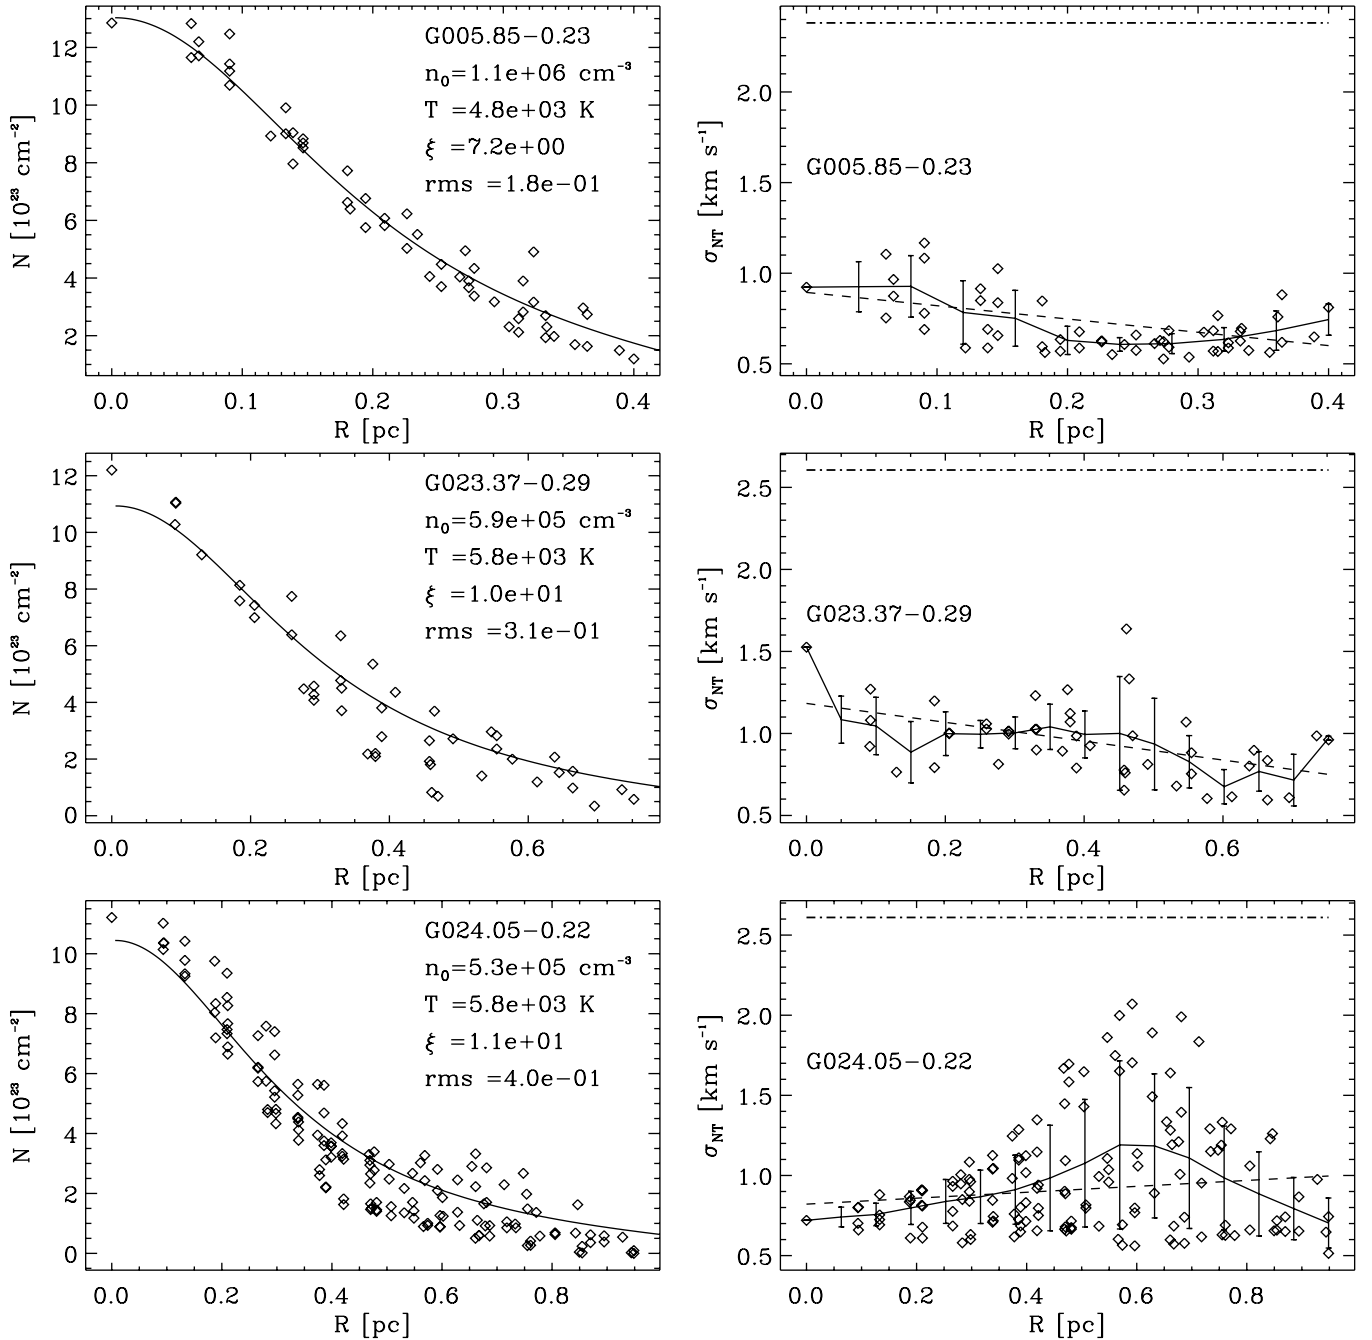 12
10
8
6
4
2
N [10²³ cm⁻²]
G005.85−0.23
n₀=1.1e+06 cm⁻³
T =4.8e+03 K
ξ =7.2e+00
rms =1.8e−01
0.0 0.1 0.2 0.3 0.4
R [pc]
2.0
1.5
1.0
0.5
σNT [km s⁻¹]
G005.85−0.23
0.0 0.1 0.2 0.3 0.4
R [pc]
12
10
8
6
4
2
0
N [10²³ cm⁻²]
G023.37−0.29
n₀=5.9e+05 cm⁻³
T =5.8e+03 K
ξ =1.0e+01
rms =3.1e−01
0.0 0.2 0.4 0.6
R [pc]
2.5
2.0
1.5
1.0
0.5
σNT [km s⁻¹]
G023.37−0.29
0.0 0.2 0.4 0.6
R [pc]
10
8
6
4
2
0
N [10²³ cm⁻²]
G024.05−0.22
n₀=5.3e+05 cm⁻³
T =5.8e+03 K
ξ =1.1e+01
rms =4.0e−01
0.0 0.2 0.4 0.6 0.8
R [pc]
2.5
2.0
1.5
1.0
0.5
σNT [km s⁻¹]
G024.05−0.22
0.0 0.2 0.4 0.6 0.8
R [pc]